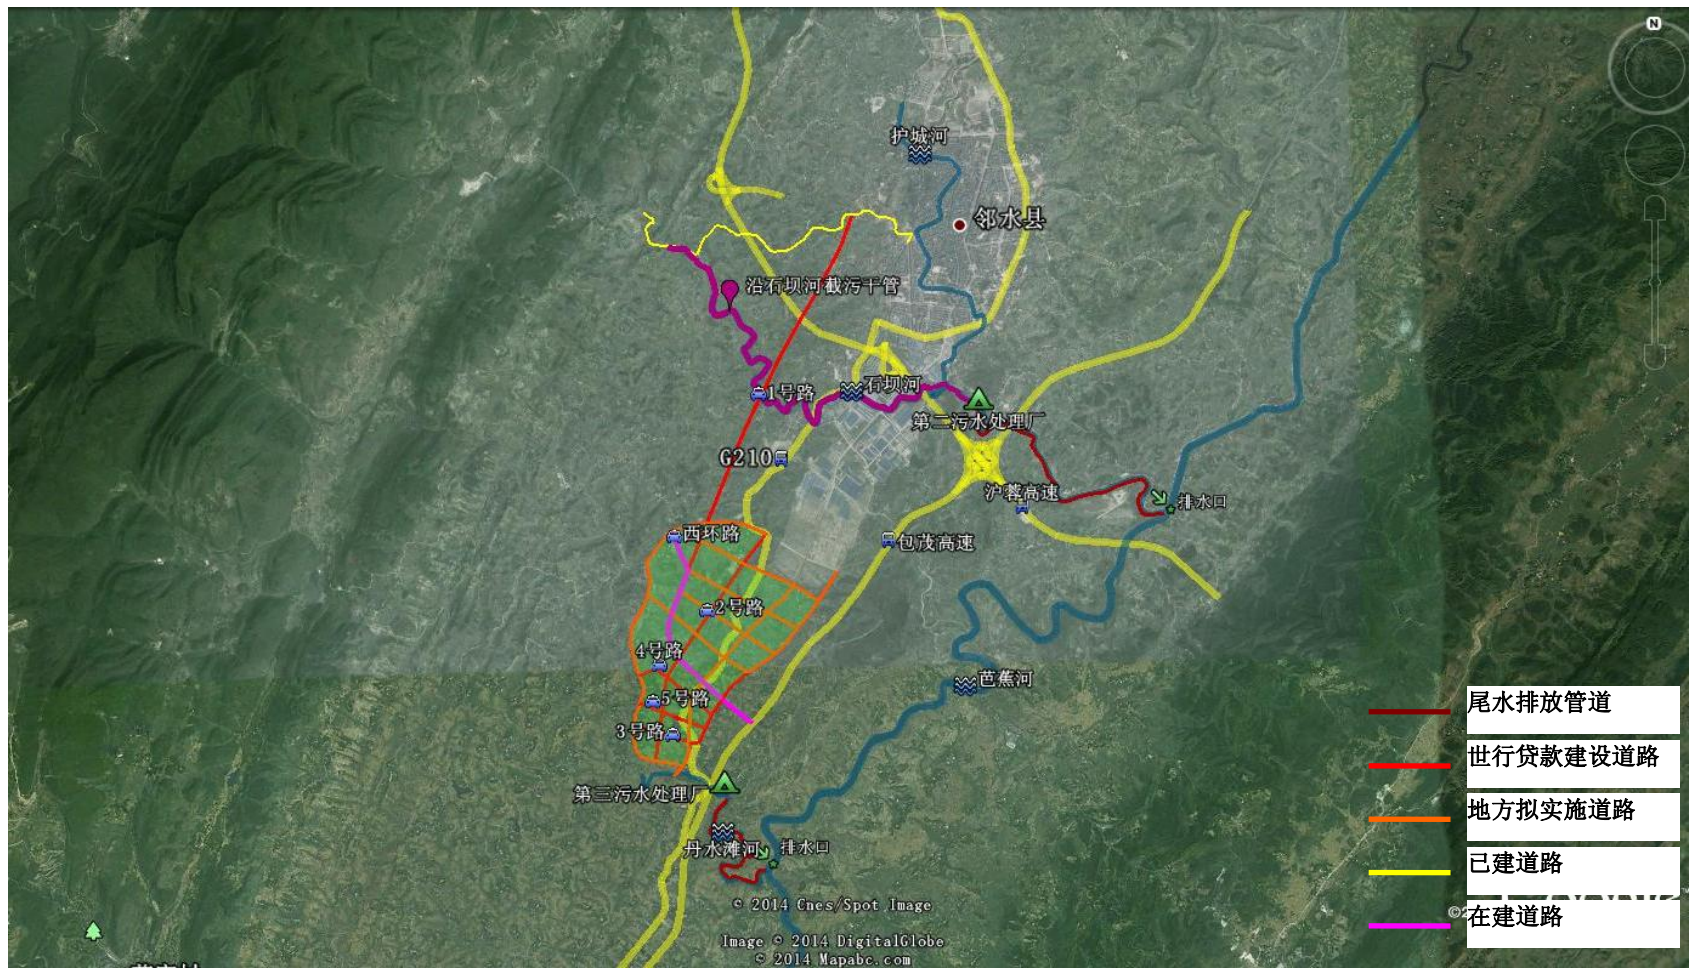 N
护城河
邻水县
沿石坝河截污干管
1号路
石坝河
第二污水处理厂
G210
沪蓉高速
排水口
西环路
包茂高速
2号路
4号路
芭蕉河
5号路
3号路
第三污水处理厂
丹水滩河
排水口
尾水排放管道
世行贷款建设道路
地方拟实施道路
已建道路
在建道路
© 2014 Cnes/Spot Image
Image © 2014 DigitalGlobe
© 2014 Mapabc.com